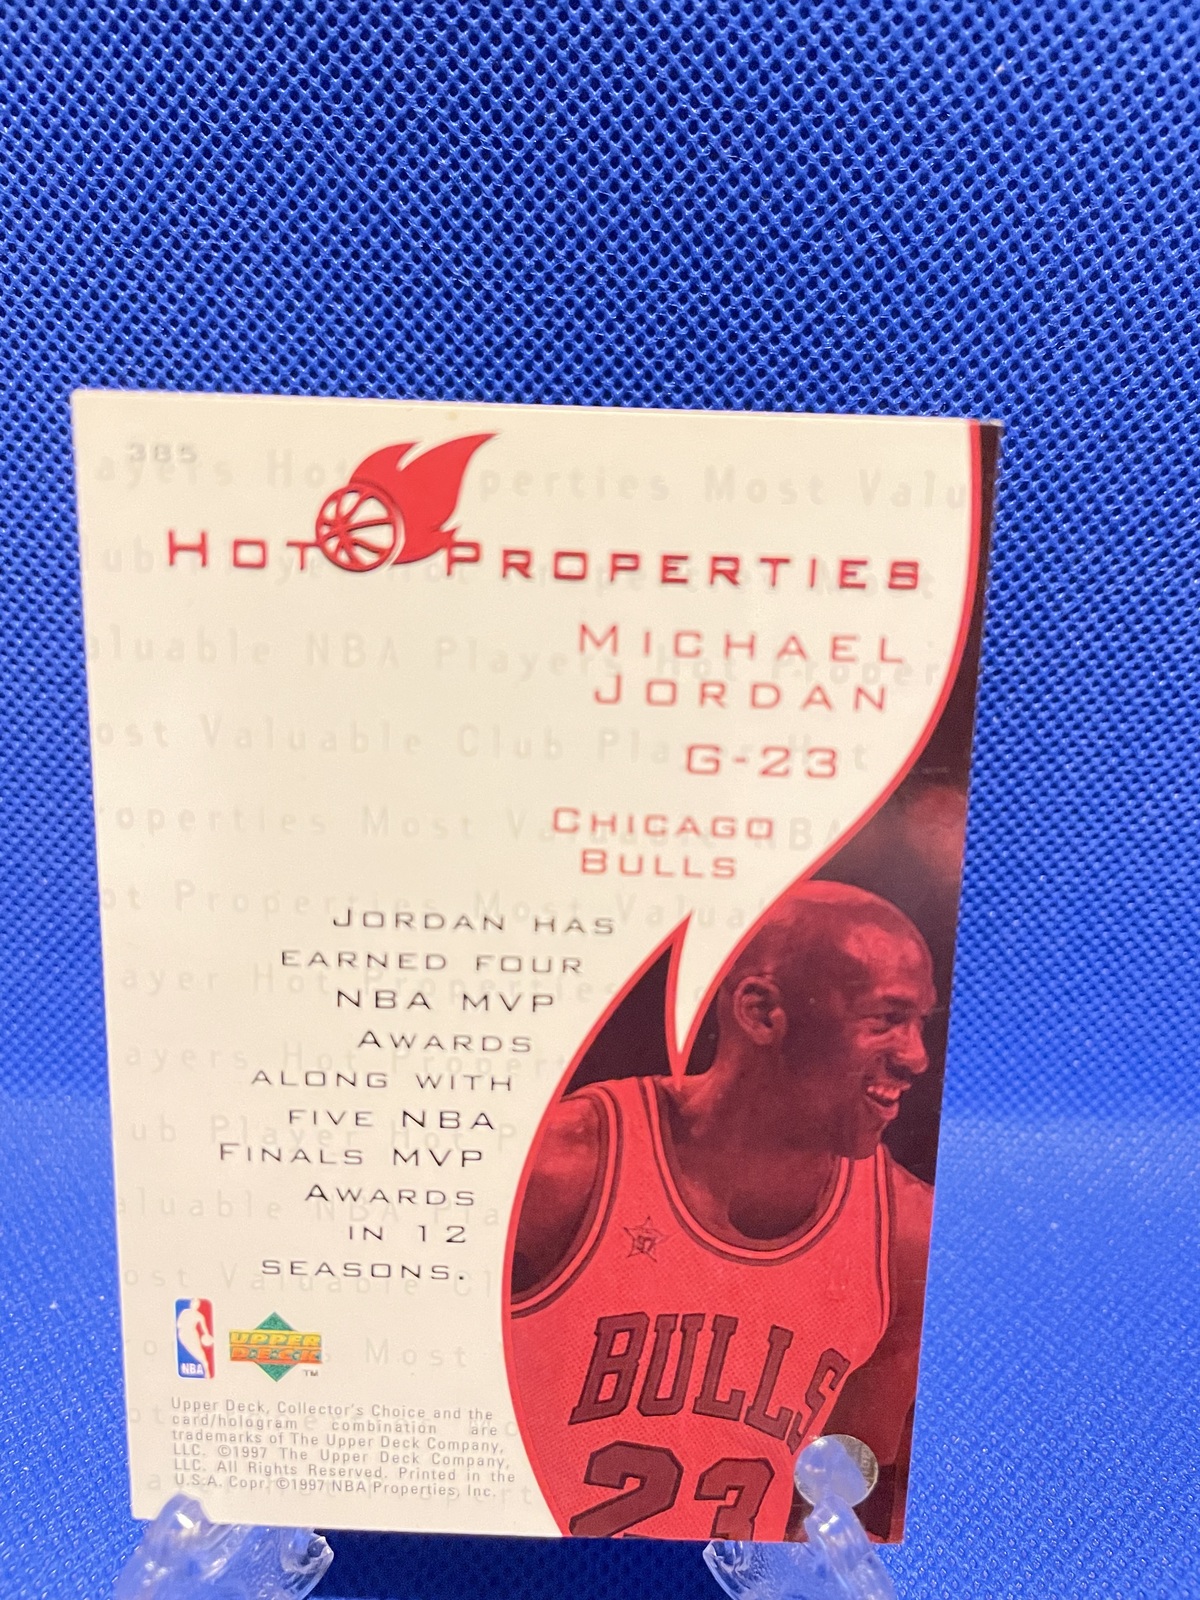 385
HOT PROPERTIES
MICHAEL
JORDAN
G-23
CHICAGO
BULLS
JORDAN HAS
EARNED FOUR
NBA MVP
AWARDS
ALONG WITH
FIVE NBA
FINALS MVP
AWARDS
IN 12
SEASONS.
NBA
UPPER
DECK
TM
Upper Deck, Collector's Choice and the
card/hologram combination are
trademarks of The Upper Deck Company,
LLC. ©1997 The Upper Deck Company,
LLC. All Rights Reserved. Printed in the
U.S.A. Copr. ©1997 NBA Properties, Inc.
BULLS
23